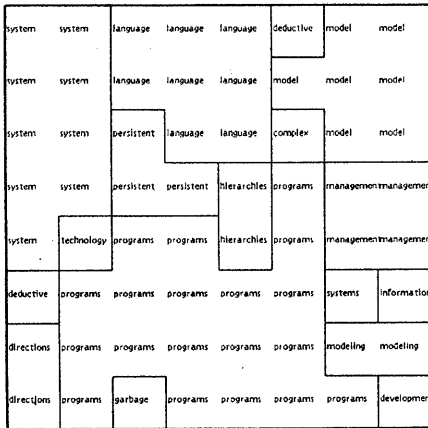 system system language language language deductive model model
system system language language language model model model
system system persistent language language complex model model
system system persistent persistent hierarchies programs management managemen
system technology programs programs hierarchies programs management managemen
deductive programs programs programs programs programs systems information
directions programs programs programs programs programs modeling modeling
directions programs garbage programs programs programs programs developmen